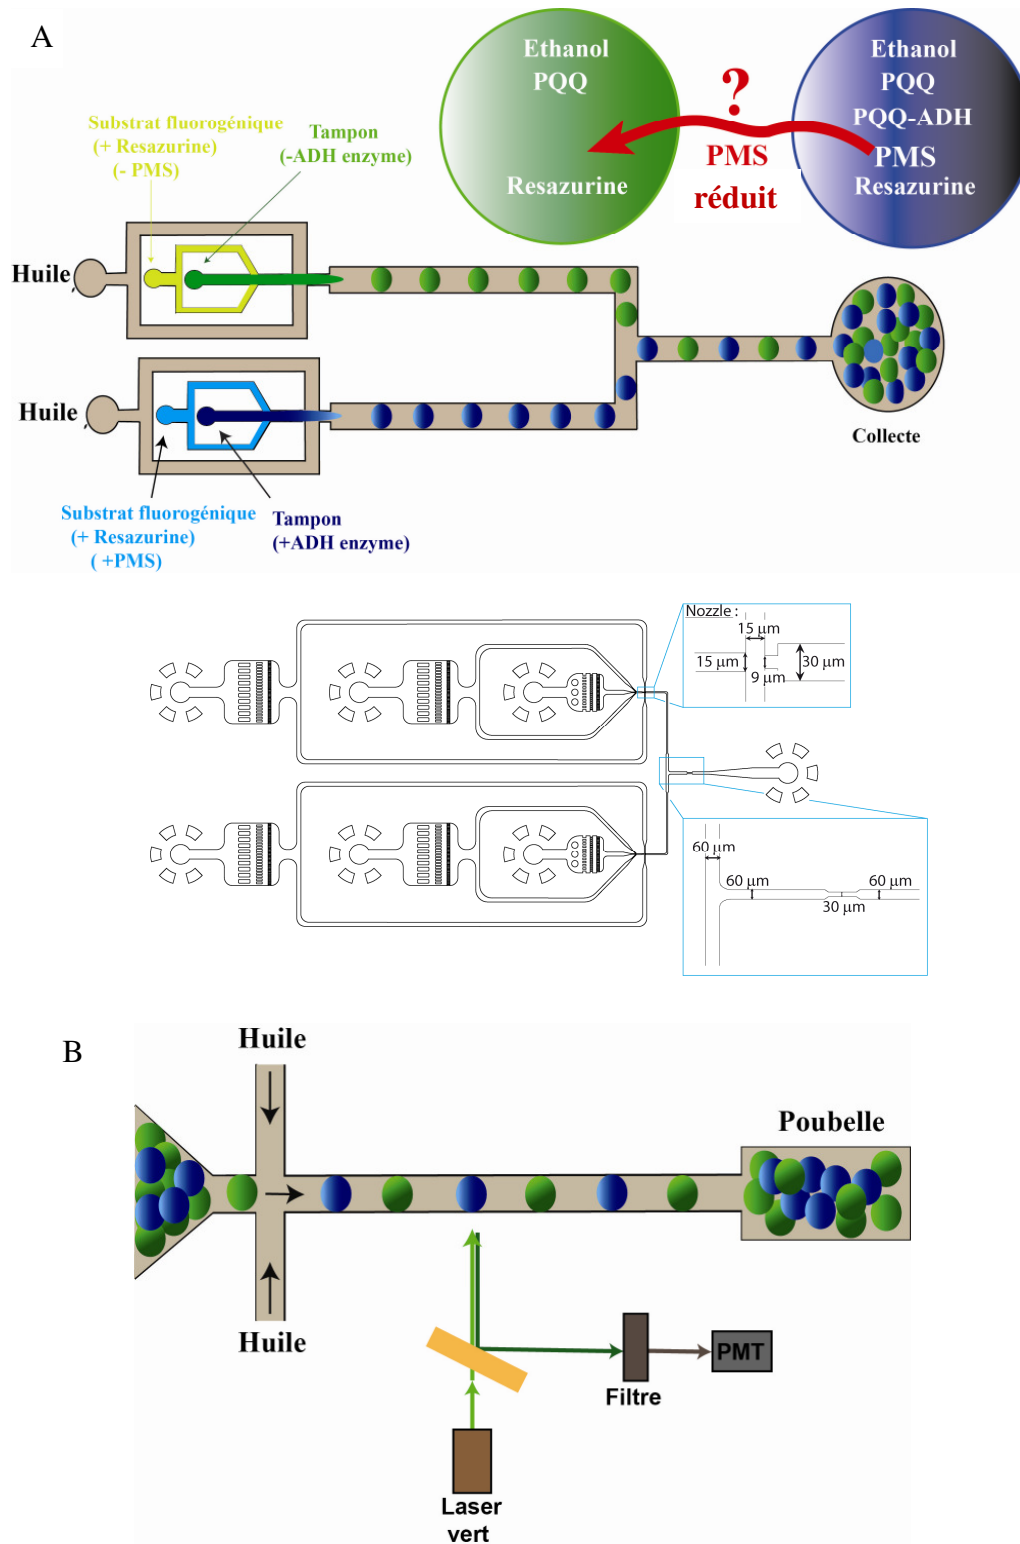 A
Ethanol
PQQ
Resazurine
?
PMS
réduit
Ethanol
PQQ
PQQ-ADH
PMS
Resazurine
Substrat fluorogénique
(+ Resazurine)
(- PMS)
Tampon
(-ADH enzyme)
Huile
Huile
Collecte
Substrat fluorogénique
(+ Resazurine)
( +PMS)
Tampon
(+ADH enzyme)
Nozzle :
15 µm
15 µm
30 µm
9 µm
60 µm
60 µm
60 µm
30 µm
B
Huile
Poubelle
Huile
Filtre
PMT
Laser
vert